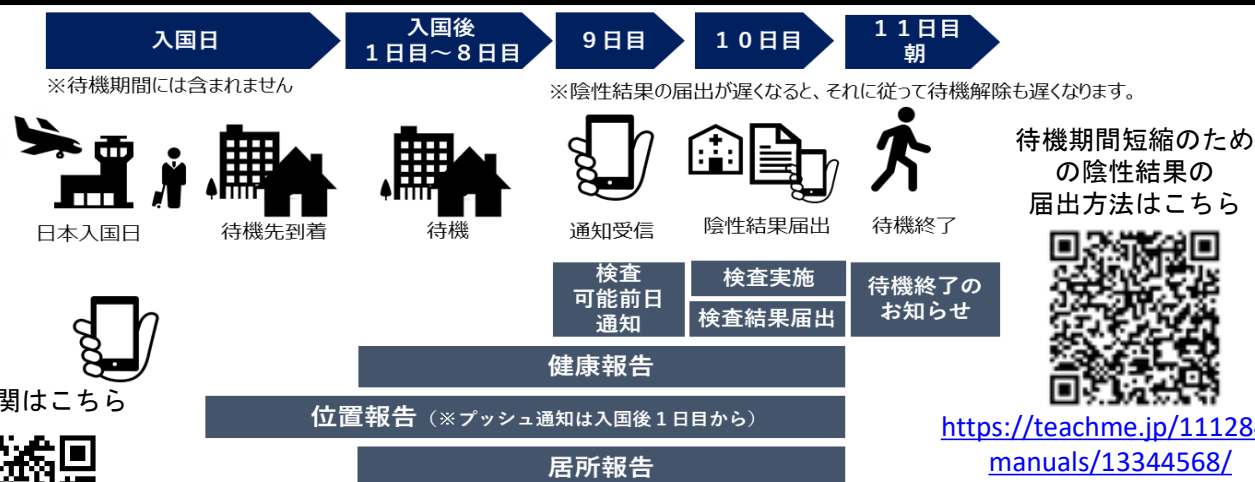 入国日
入国後
１日目～８日目
９日目
１０日目
１１日目
朝
※待機期間には含まれません
※陰性結果の届出が遅くなると、それに従って待機解除も遅くなります。
日本入国日
待機先到着
待機
通知受信
陰性結果届出
待機終了
待機期間短縮のため
の陰性結果の
届出方法はこちら
検査
可能前日
通知
検査実施
検査結果届出
待機終了の
お知らせ
健康報告
関はこちら
位置報告（※プッシュ通知は入国後１日目から）
居所報告
https://teachme.jp/11128
manuals/13344568/